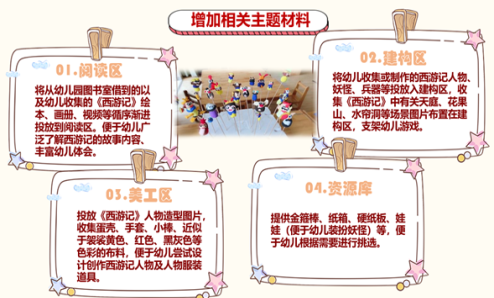 增加相关主题材料
01.阅读区
将从幼儿园图书室借到的以
及幼儿收集的《西游记》绘
本、画册、视频等循序渐进
投放到阅读区。便于幼儿广
泛了解西游记的故事内容、
丰富幼儿体会。
02.建构区
将幼儿收集或制作的西游记人物、
妖怪、兵器等投放入建构区，收
集《西游记》中有关天庭、花果
山、水帘洞等场景图片布置在建
构区，支架幼儿游戏。
03.美工区
投放《西游记》人物造型图片，
收集蛋壳、手套、小棒、近似
于袈裟黄色、红色、黑灰色等
色彩的布料，便于幼儿尝试设
计创作西游记人物及人物服装
道具。
04.资源库
提供金箍棒、纸箱、硬纸板、娃
娃（便于幼儿装扮妖怪）等，便
于幼儿根据需要进行挑选。